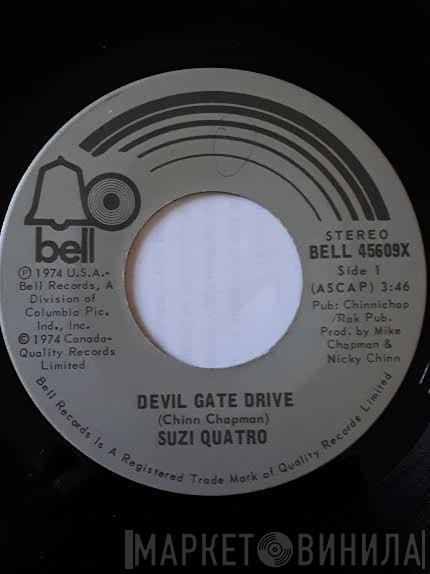 bell
Ⓟ 1974 U.S.A.-
Bell Records, A
Division of
Columbia Pic.
Ind., Inc.
© 1974 Canada-
Quality Records
Limited
STEREO
BELL 45609X
Side 1
(ASCAP) 3:46
Pub: Chinnichap
/Rak Pub.
Prod. by Mike
Chapman &
Nicky Chinn
DEVIL GATE DRIVE
(Chinn Chapman)
SUZI QUATRO
Bell Records Is A Registered Trade Mark of Quality Records Limited
МАРКЕТ ВИНИЛА